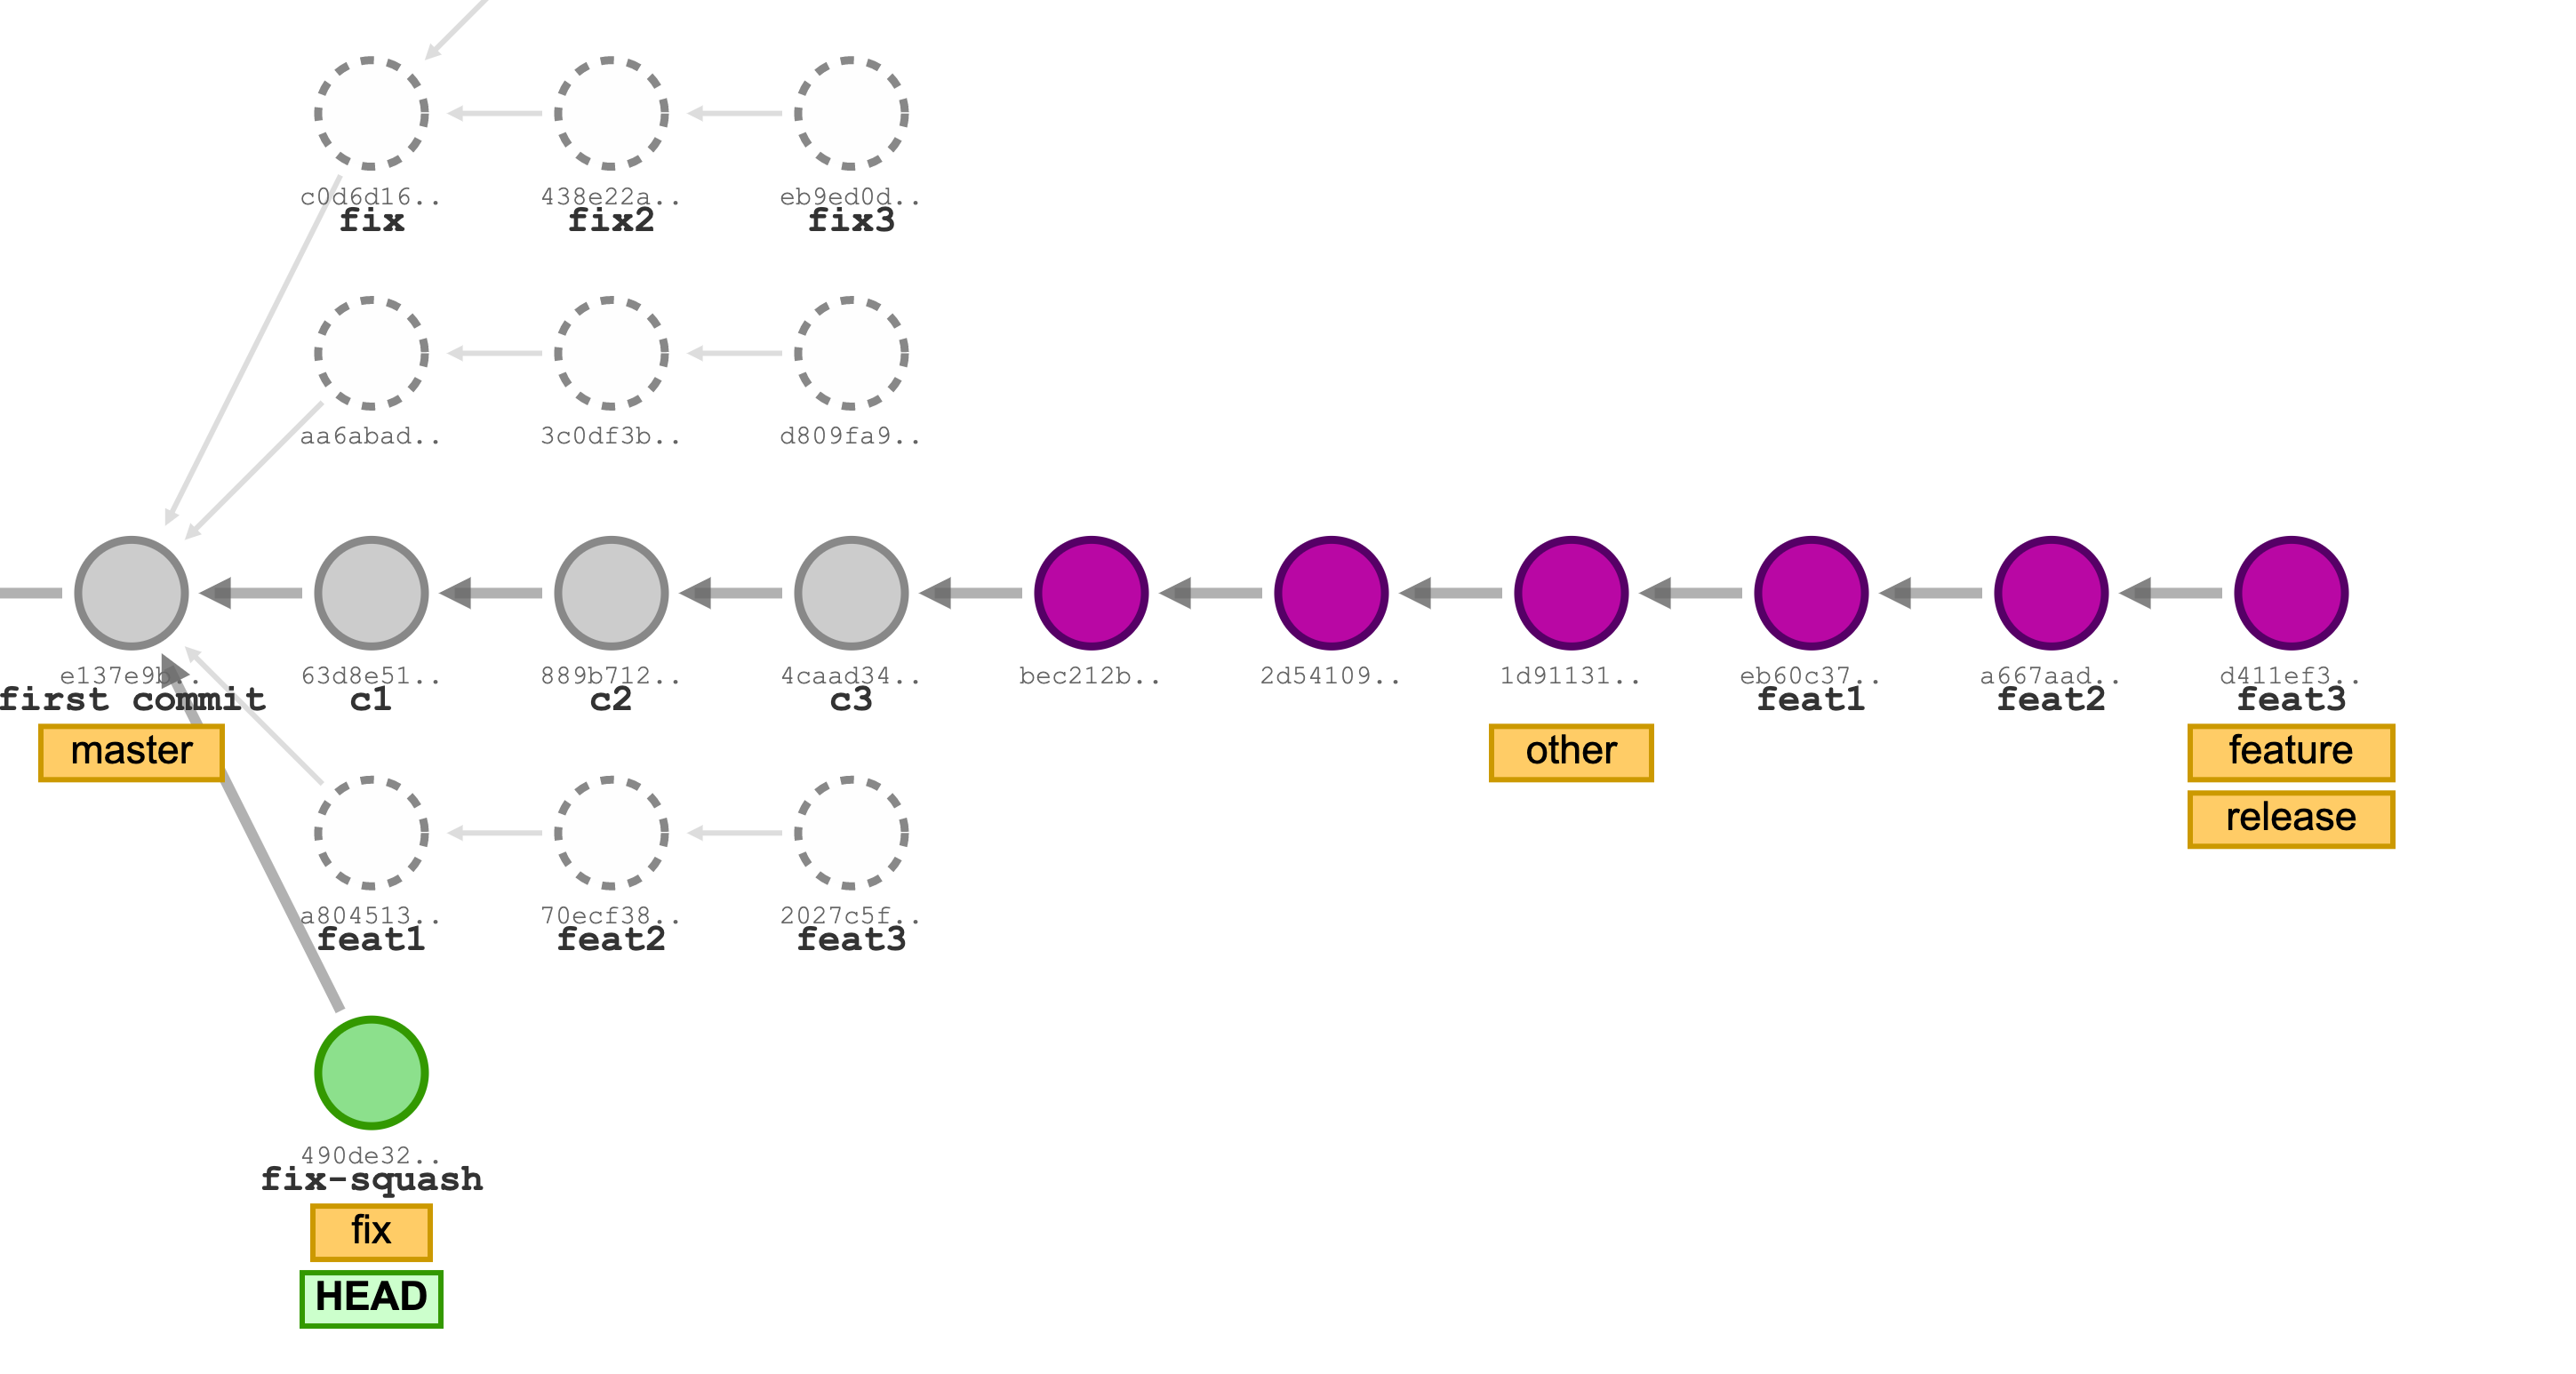 c0d6d16.. 438e22a.. eb9ed0d..
fix fix2 fix3
aa6abad.. 3c0df3b.. d809fa9..
e137e9b.. 63d8e51.. 889b712.. 4caad34.. bec212b.. 2d54109.. 1d91131.. eb60c37.. a667aad.. d411ef3..
first commit c1 c2 c3 feat1 feat2 feat3
master other feature
release
a804513.. 70ecf38.. 2027c5f..
feat1 feat2 feat3
490de32..
fix-squash
fix
HEAD